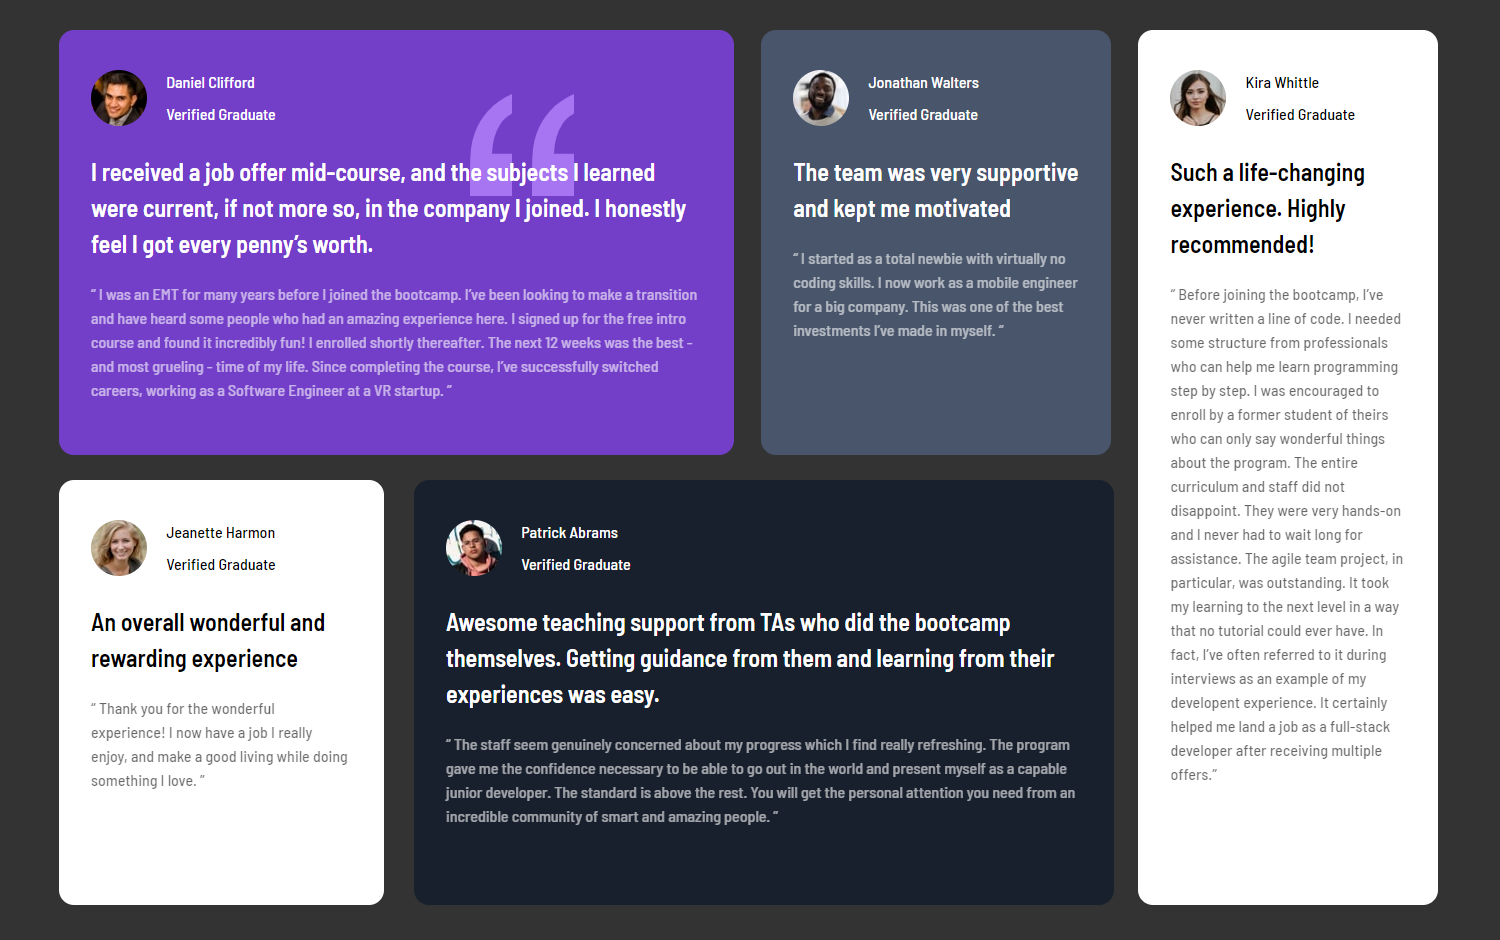 Daniel Clifford
Verified Graduate
I received a job offer mid-course, and the subjects I learned
were current, if not more so, in the company I joined. I honestly
feel I got every penny’s worth.
“ I was an EMT for many years before I joined the bootcamp. I’ve been looking to make a transition
and have heard some people who had an amazing experience here. I signed up for the free intro
course and found it incredibly fun! I enrolled shortly thereafter. The next 12 weeks was the best -
and most grueling - time of my life. Since completing the course, I’ve successfully switched
careers, working as a Software Engineer at a VR startup. ”
Jonathan Walters
Verified Graduate
The team was very supportive
and kept me motivated
“ I started as a total newbie with virtually no
coding skills. I now work as a mobile engineer
for a big company. This was one of the best
investments I’ve made in myself. “
Kira Whittle
Verified Graduate
Such a life-changing
experience. Highly
recommended!
“ Before joining the bootcamp, I’ve
never written a line of code. I needed
some structure from professionals
who can help me learn programming
step by step. I was encouraged to
enroll by a former student of theirs
who can only say wonderful things
about the program. The entire
curriculum and staff did not
disappoint. They were very hands-on
and I never had to wait long for
assistance. The agile team project, in
particular, was outstanding. It took
my learning to the next level in a way
that no tutorial could ever have. In
fact, I’ve often referred to it during
interviews as an example of my
developent experience. It certainly
helped me land a job as a full-stack
developer after receiving multiple
offers.”
Jeanette Harmon
Verified Graduate
An overall wonderful and
rewarding experience
“ Thank you for the wonderful
experience! I now have a job I really
enjoy, and make a good living while doing
something I love. ”
Patrick Abrams
Verified Graduate
Awesome teaching support from TAs who did the bootcamp
themselves. Getting guidance from them and learning from their
experiences was easy.
“ The staff seem genuinely concerned about my progress which I find really refreshing. The program
gave me the confidence necessary to be able to go out in the world and present myself as a capable
junior developer. The standard is above the rest. You will get the personal attention you need from an
incredible community of smart and amazing people. ”